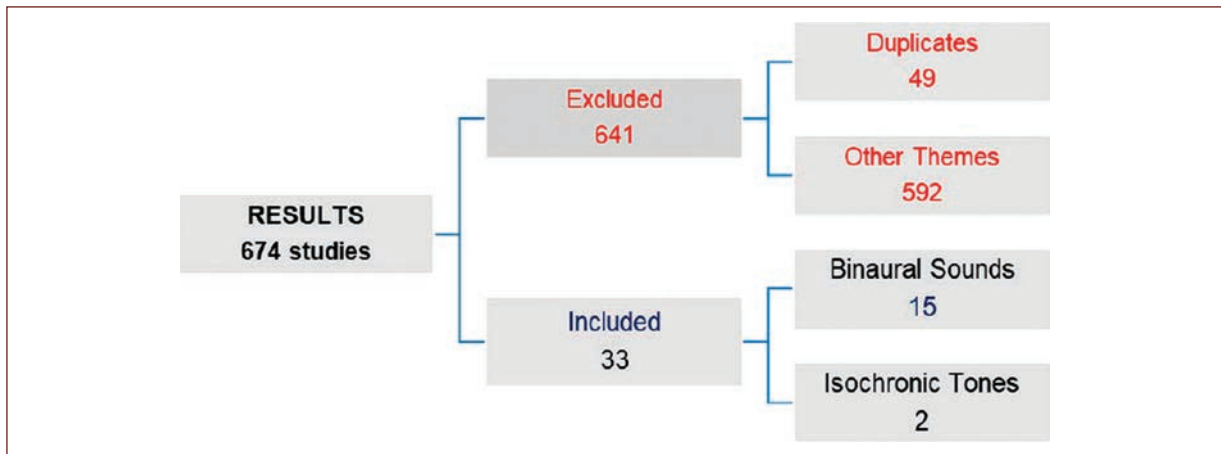 RESULTS
674 studies
Excluded
641
Duplicates
49
Other Themes
592
Included
33
Binaural Sounds
15
Isochronic Tones
2